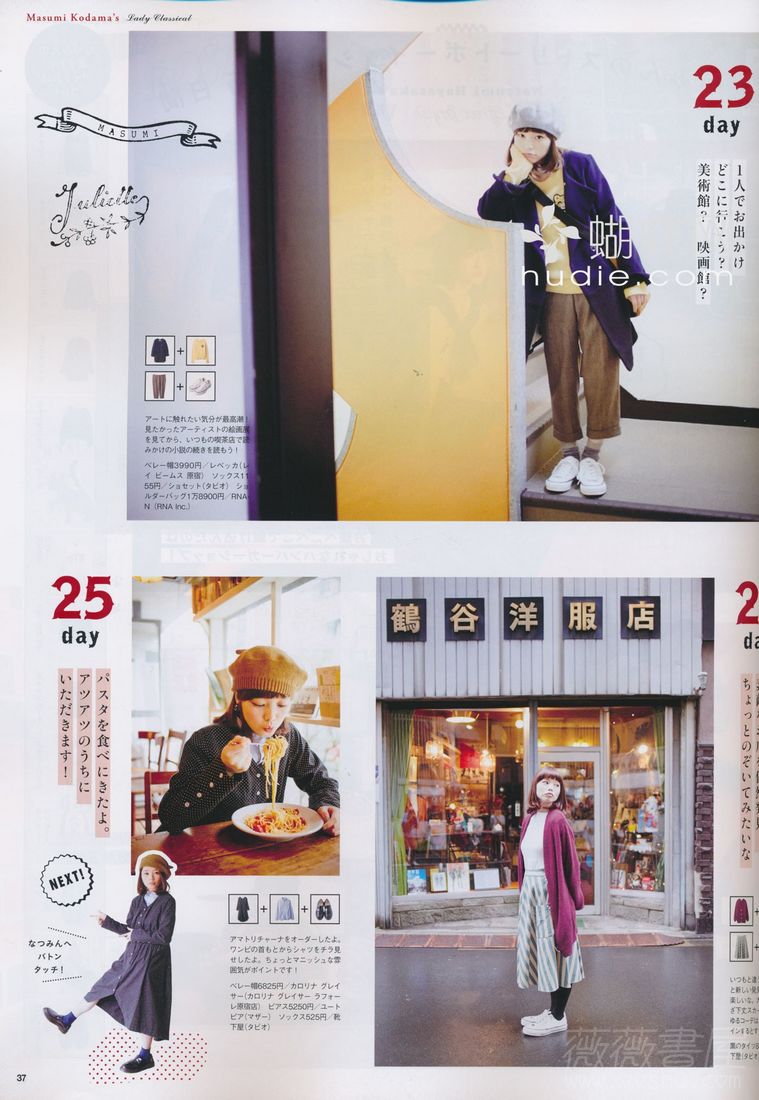 Masumi Kodama's Lady Classical
MASUMI
Juliette
23
day
1人でお出かけ
どこに行こう?
美術館? 映画館?
蝴
hudie.com
アートに触れたい気分が最高潮!
見たかったアーティストの絵画展
を見てから、いつもの喫茶店で読
みかけの小説の続きを読もう!
ベレー帽3990円/レベッカ(レ
イ ビームス 原宿) ソックス11
55円/ショセット(タビオ) ショ
ルダーバッグ1万8900円/RNA-
N(RNA Inc.)
25
day
パスタを食べにきたよ。
アツアツのうちに
いただきます!
NEXT!
なつみんへ
バトン
タッチ!
アマトリチャーナをオーダーしたよ。
ワンピの首もとからシャツをチラ見
せしたよ。ちょっとマニッシュな雰
囲気がポイントです!
ベレー帽6825円/カロリナ グレイ
サー(カロリナ グレイサー ラフォー
レ原宿店) ピアス5250円/ユート
ピア(マザー) ソックス525円/靴
下屋(タビオ)
鶴谷洋服店
2
da
ちょっとのぞいてみたいな
いつもと違
と新しい発見
楽しいな。た
ざ下丈スカー
ゆるコーデは
インするとす
黒のタイツ8
下屋(タビオ)
薇薇書屋
37